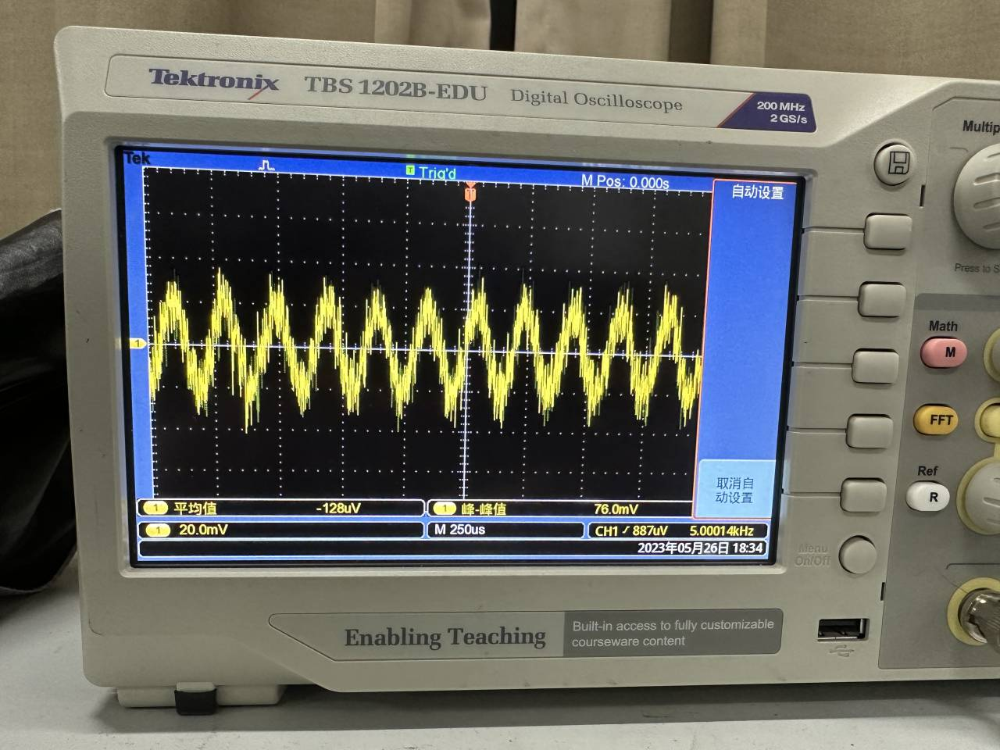 Tektronix TBS 1202B-EDU Digital Oscilloscope
200 MHz
2 GS/s
Tek
T Trig'd
M Pos: 0.000s
自动设置
T
1
取消自
动设置
1 平均值 -128uV
1 峰-峰值 76.0mV
1 20.0mV
M 250us
CH1 887uV 5.00014kHz
2023年05月26日 18:34
Math
M
FFT
Ref
R
Menu
On/Off
Enabling Teaching
Built-in access to fully customizable
courseware content